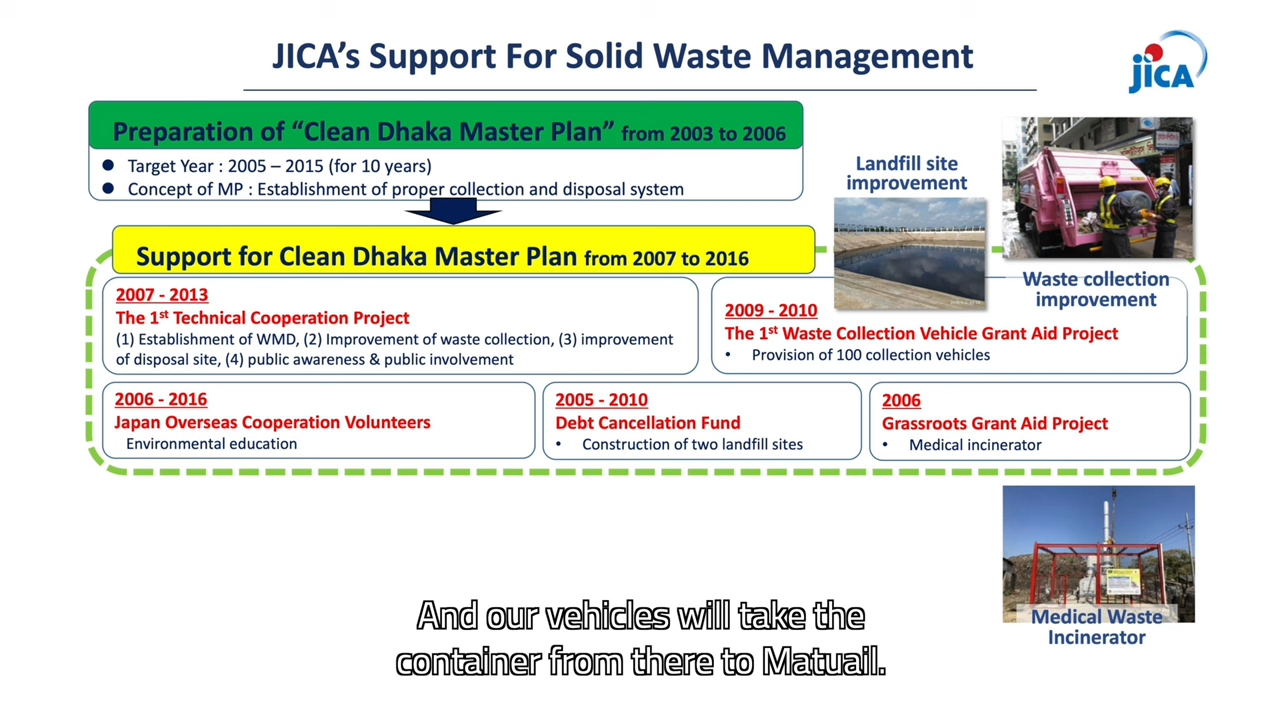 JICA's Support For Solid Waste Management
JICA
Preparation of “Clean Dhaka Master Plan” from 2003 to 2006
● Target Year : 2005 – 2015 (for 10 years)
● Concept of MP : Establishment of proper collection and disposal system
Landfill site
improvement
Waste collection
improvement
Support for Clean Dhaka Master Plan from 2007 to 2016
2007 - 2013
The 1st Technical Cooperation Project
(1) Establishment of WMD, (2) Improvement of waste collection, (3) improvement
of disposal site, (4) public awareness & public involvement
2009 - 2010
The 1st Waste Collection Vehicle Grant Aid Project
• Provision of 100 collection vehicles
2006 - 2016
Japan Overseas Cooperation Volunteers
Environmental education
2005 - 2010
Debt Cancellation Fund
• Construction of two landfill sites
2006
Grassroots Grant Aid Project
• Medical incinerator
Medical Waste
Incinerator
And our vehicles will take the
container from there to Matuail.